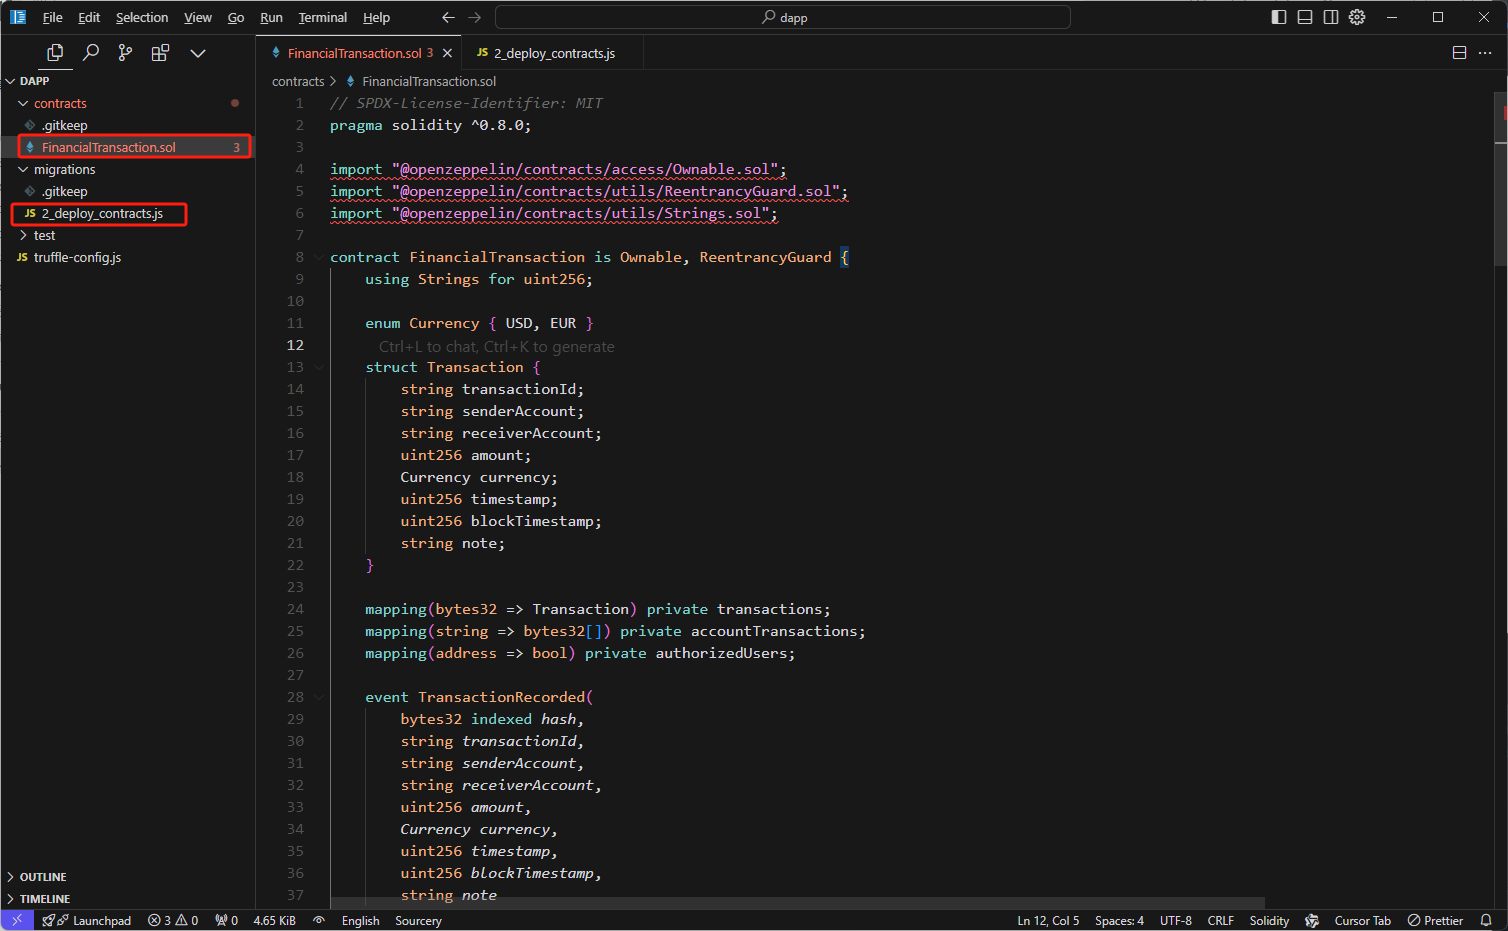 File Edit Selection View Go Run Terminal Help dapp
FinancialTransaction.sol 3
JS 2_deploy_contracts.js
DAPP
contracts
.gitkeep
FinancialTransaction.sol 3
migrations
.gitkeep
JS 2_deploy_contracts.js
test
JS truffle-config.js
OUTLINE
TIMELINE
contracts > FinancialTransaction.sol
1 // SPDX-License-Identifier: MIT
2 pragma solidity ^0.8.0;
3
4 import "@openzeppelin/contracts/access/Ownable.sol";
5 import "@openzeppelin/contracts/utils/ReentrancyGuard.sol";
6 import "@openzeppelin/contracts/utils/Strings.sol";
7
8 contract FinancialTransaction is Ownable, ReentrancyGuard {
9 using Strings for uint256;
10
11 enum Currency { USD, EUR }
12 Ctrl+L to chat, Ctrl+K to generate
13 struct Transaction {
14 string transactionId;
15 string senderAccount;
16 string receiverAccount;
17 uint256 amount;
18 Currency currency;
19 uint256 timestamp;
20 uint256 blockTimestamp;
21 string note;
22 }
23
24 mapping(bytes32 => Transaction) private transactions;
25 mapping(string => bytes32[]) private accountTransactions;
26 mapping(address => bool) private authorizedUsers;
27
28 event TransactionRecorded(
29 bytes32 indexed hash,
30 string transactionId,
31 string senderAccount,
32 string receiverAccount,
33 uint256 amount,
34 Currency currency,
35 uint256 timestamp,
36 uint256 blockTimestamp,
37 string note
Launchpad 3 0 0 4.65 KiB English Sourcery Ln 12, Col 5 Spaces: 4 UTF-8 CRLF Solidity Cursor Tab Prettier